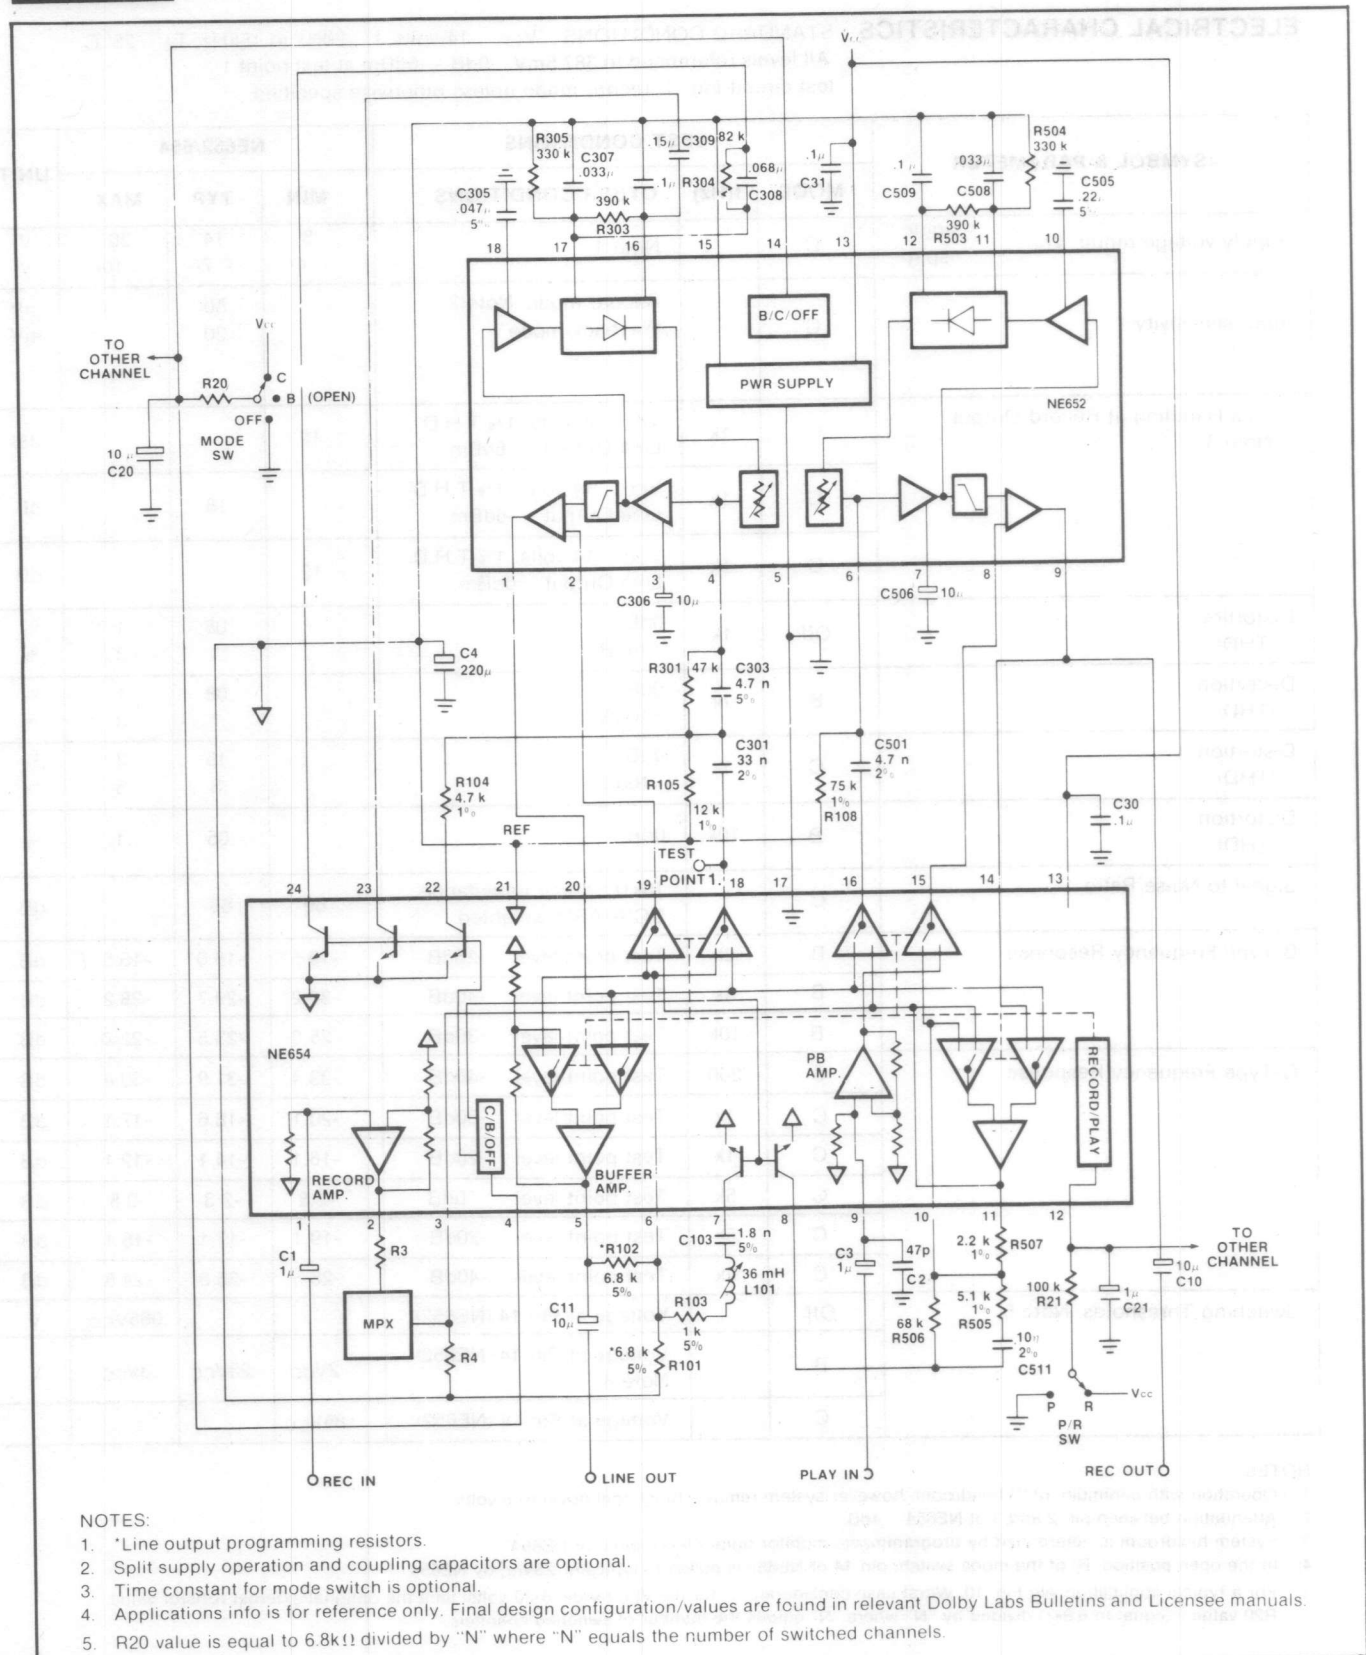 Vcc
R305
330 k
C307
.033μ
.15μ
C309
82 k
.1μ
R304
.068μ
C308
.1μ
C31
.1μ
C509
.033
C508
R504
330 k
C505
.22
5
C305
.047μ
5%
390 k
R303
390 k
R503
18
17
16
15
14
13
12
11
10
B/C/OFF
PWR SUPPLY
NE652
Vcc
TO
OTHER
CHANNEL
R20
C
B (OPEN)
OFF
MODE
SW
10 μ
C20
1
2
3
4
5
6
7
8
9
C306
10μ
C506
10μ
C4
220μ
R301
47 k
C303
4.7 n
5%
C301
33 n
2%
R104
4.7 k
1%
R105
12 k
1%
75 k
1%
R108
C501
4.7 n
2%
C30
.1μ
REF
TEST
POINT 1.
24
23
22
21
20
19
18
17
16
15
14
13
NE654
PB
AMP.
RECORD/PLAY
C/B/OFF
RECORD
AMP.
BUFFER
AMP.
1
2
3
4
5
6
7
8
9
10
11
12
C1
1μ
R3
MPX
R4
*R102
6.8 k
5%
C11
10μ
R103
1 k
5%
*6.8 k
5%
R101
C103
1.8 n
5%
36 mH
L101
C3
1μ
47p
C2
2.2 k
1%
R507
5.1 k
1%
R505
68 k
R506
.10η
2%
C511
100 k
R21
1μ
C21
10μ
C10
TO
OTHER
CHANNEL
Vcc
P
R
P/R
SW
REC IN
LINE OUT
PLAY IN
REC OUT
NOTES:
1. *Line output programming resistors.
2. Split supply operation and coupling capacitors are optional.
3. Time constant for mode switch is optional.
4. Applications info is for reference only. Final design configuration/values are found in relevant Dolby Labs Bulletins and Licensee manuals.
5. R20 value is equal to 6.8kΩ divided by "N" where "N" equals the number of switched channels.